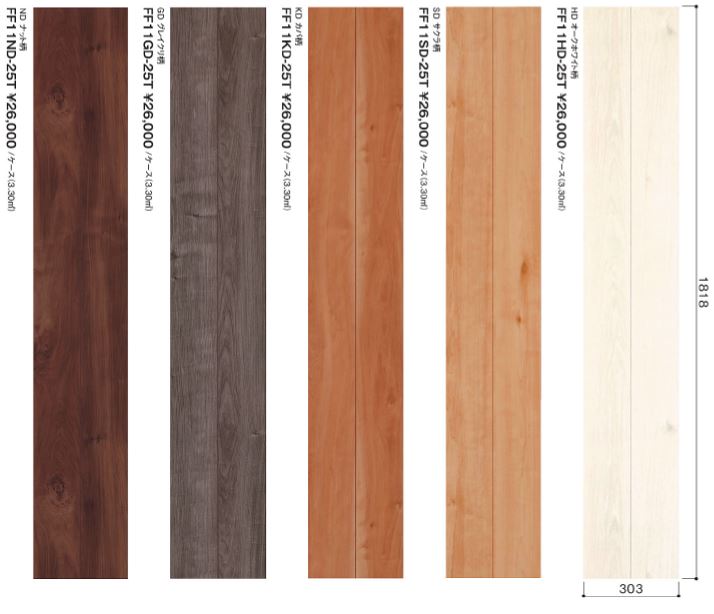 ND ナット柄
FF11ND-25T ¥26,000 /ケース(3.30㎡)
GD グレイクリ柄
FF11GD-25T ¥26,000 /ケース(3.30㎡)
KD カバ柄
FF11KD-25T ¥26,000 /ケース(3.30㎡)
SD サクラ柄
FF11SD-25T ¥26,000 /ケース(3.30㎡)
HD オークホワイト柄
FF11HD-25T ¥26,000 /ケース(3.30㎡)
1818
303